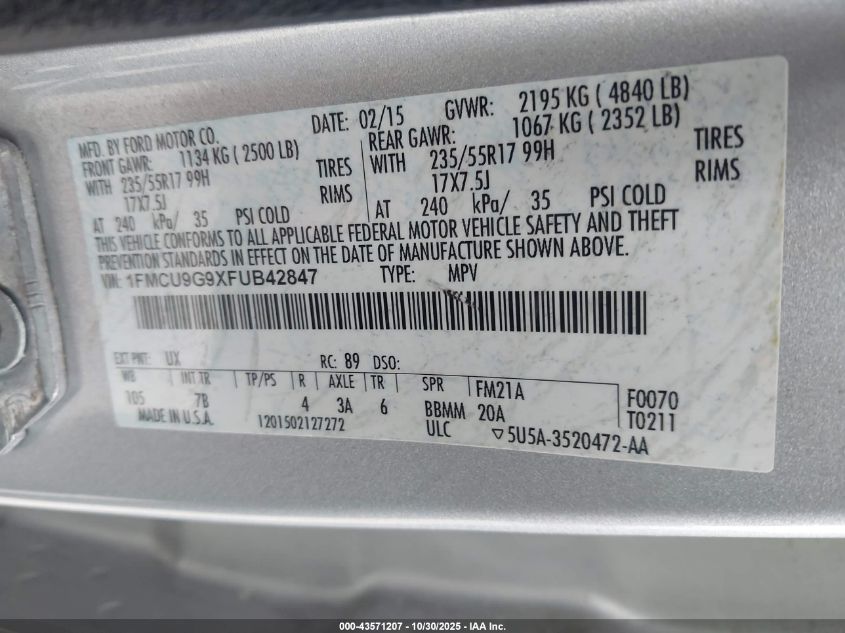 MFD. BY FORD MOTOR CO.
DATE: 02/15 GVWR: 2195 KG ( 4840 LB)
FRONT GAWR: 1134 KG ( 2500 LB)
REAR GAWR: 1067 KG ( 2352 LB)
WITH 235/55R17 99H TIRES
WITH 235/55R17 99H TIRES
17X7.5J RIMS
17X7.5J RIMS
AT 240 kPa/ 35 PSI COLD
AT 240 kPa/ 35 PSI COLD
THIS VEHICLE CONFORMS TO ALL APPLICABLE FEDERAL MOTOR VEHICLE SAFETY AND THEFT
PREVENTION STANDARDS IN EFFECT ON THE DATE OF MANUFACTURE SHOWN ABOVE.
VIN: 1FMCU9G9XFUB42847 TYPE: MPV
EXT PNT: UX RC: 89 DSO:
WB INT TR TP/PS R AXLE TR SPR FM21A F0070
105 7B 4 3A 6 BBMM 20A T0211
MADE IN U.S.A. 1201502127272 ULC ▽5U5A-3520472-AA
000-43571207 - 10/30/2025 - IAA Inc.